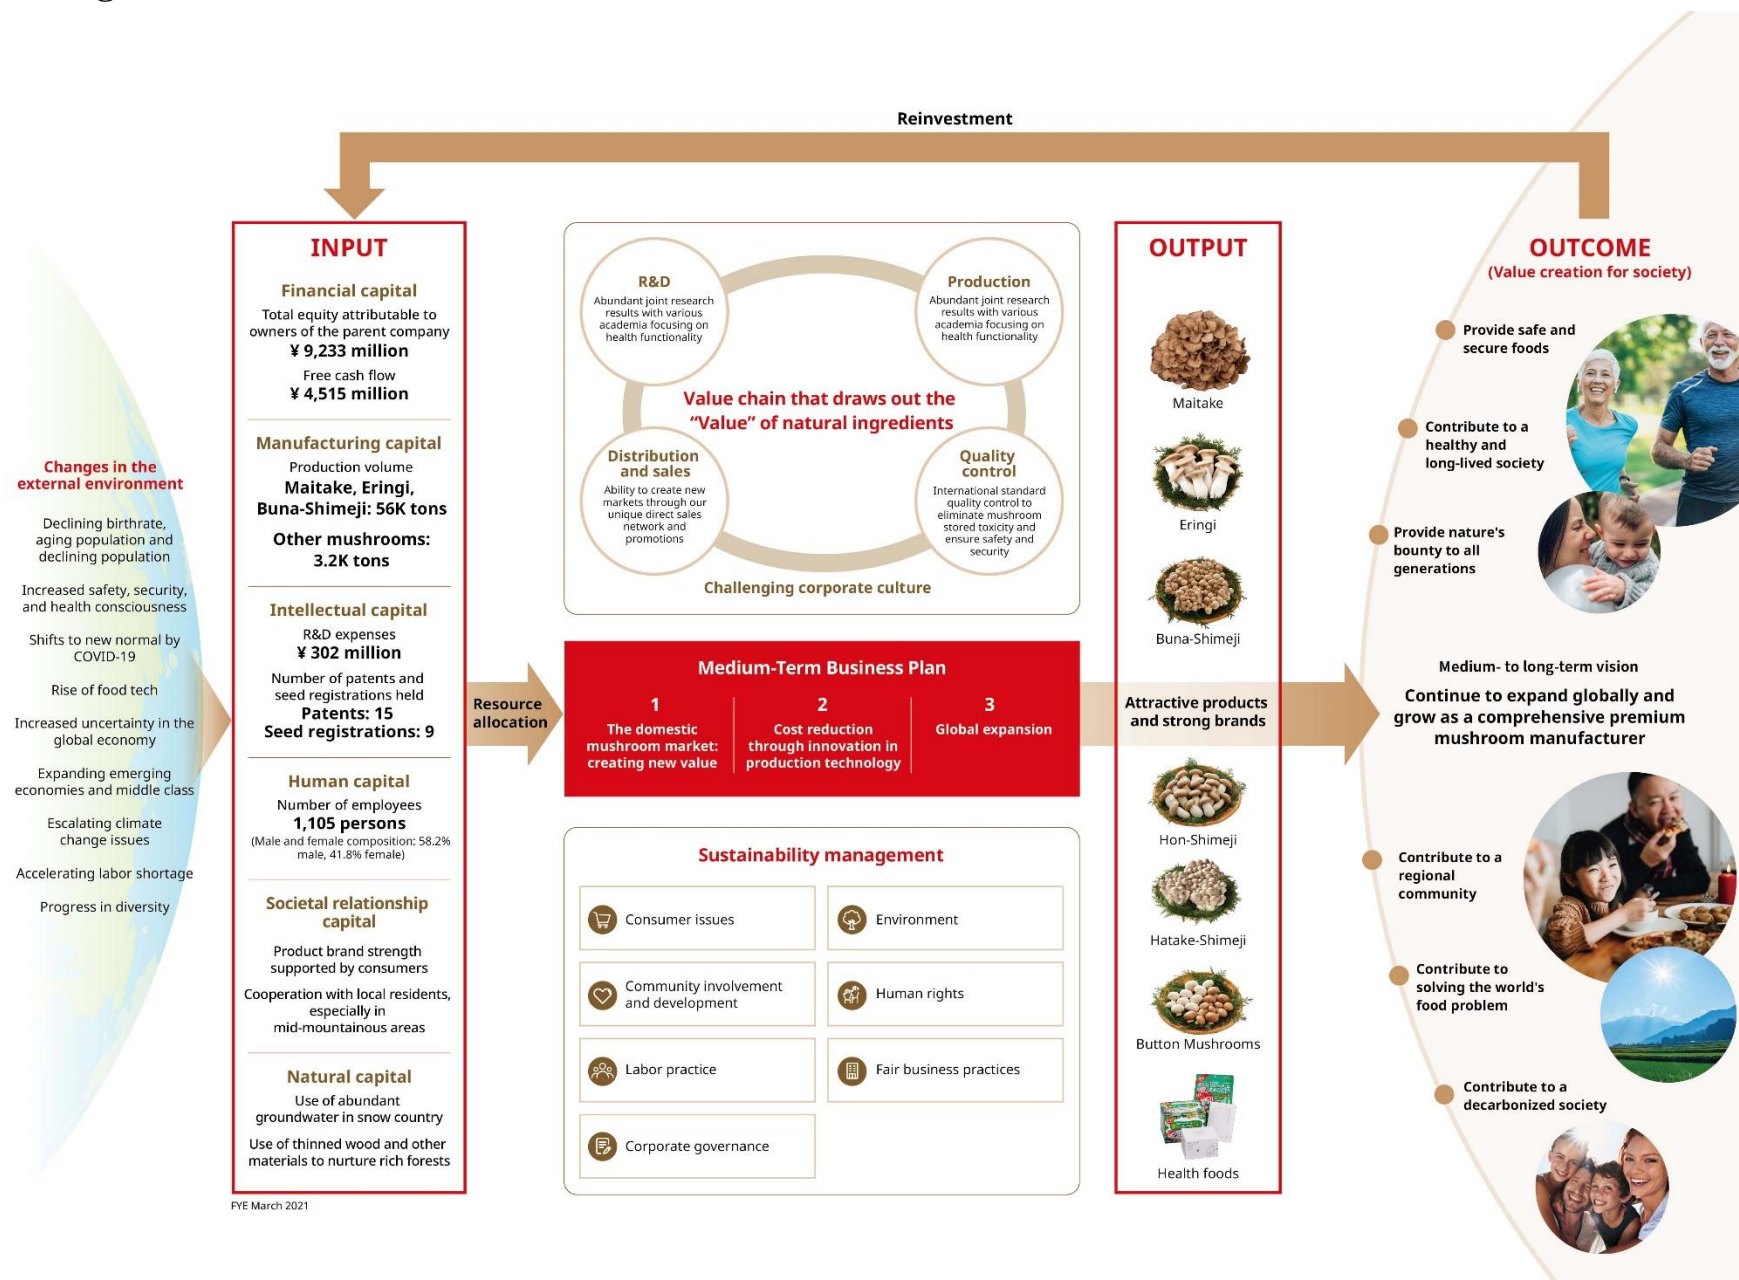 Reinvestment
Changes in the
external environment
Declining birthrate,
aging population and
declining population
Increased safety, security,
and health consciousness
Shifts to new normal by
COVID-19
Rise of food tech
Increased uncertainty in the
global economy
Expanding emerging
economies and middle class
Escalating climate
change issues
Accelerating labor shortage
Progress in diversity
INPUT
Financial capital
Total equity attributable to
owners of the parent company
¥ 9,233 million
Free cash flow
¥ 4,515 million
Manufacturing capital
Production volume
Maitake, Eringi,
Buna-Shimeji: 56K tons
Other mushrooms:
3.2K tons
Intellectual capital
R&D expenses
¥ 302 million
Number of patents and
seed registrations held
Patents: 15
Seed registrations: 9
Human capital
Number of employees
1,105 persons
(Male and female composition: 58.2%
male, 41.8% female)
Societal relationship
capital
Product brand strength
supported by consumers
Cooperation with local residents,
especially in
mid-mountainous areas
Natural capital
Use of abundant
groundwater in snow country
Use of thinned wood and other
materials to nurture rich forests
FYE March 2021
Resource
allocation
R&D
Abundant joint research
results with various
academia focusing on
health functionality
Production
Abundant joint research
results with various
academia focusing on
health functionality
Value chain that draws out the
“Value” of natural ingredients
Distribution
and sales
Ability to create new
markets through our
unique direct sales
network and
promotions
Quality
control
International standard
quality control to
eliminate mushroom
stored toxicity and
ensure safety and
security
Challenging corporate culture
Medium-Term Business Plan
1
The domestic
mushroom market:
creating new value
2
Cost reduction
through innovation in
production technology
3
Global expansion
Sustainability management
Consumer issues
Environment
Community involvement
and development
Human rights
Labor practice
Fair business practices
Corporate governance
OUTPUT
Maitake
Eringi
Buna-Shimeji
Attractive products
and strong brands
Hon-Shimeji
Hatake-Shimeji
Button Mushrooms
Health foods
OUTCOME
(Value creation for society)
Provide safe and
secure foods
Contribute to a
healthy and
long-lived society
Provide nature's
bounty to all
generations
Medium- to long-term vision
Continue to expand globally and
grow as a comprehensive premium
mushroom manufacturer
Contribute to a
regional
community
Contribute to
solving the world's
food problem
Contribute to a
decarbonized society